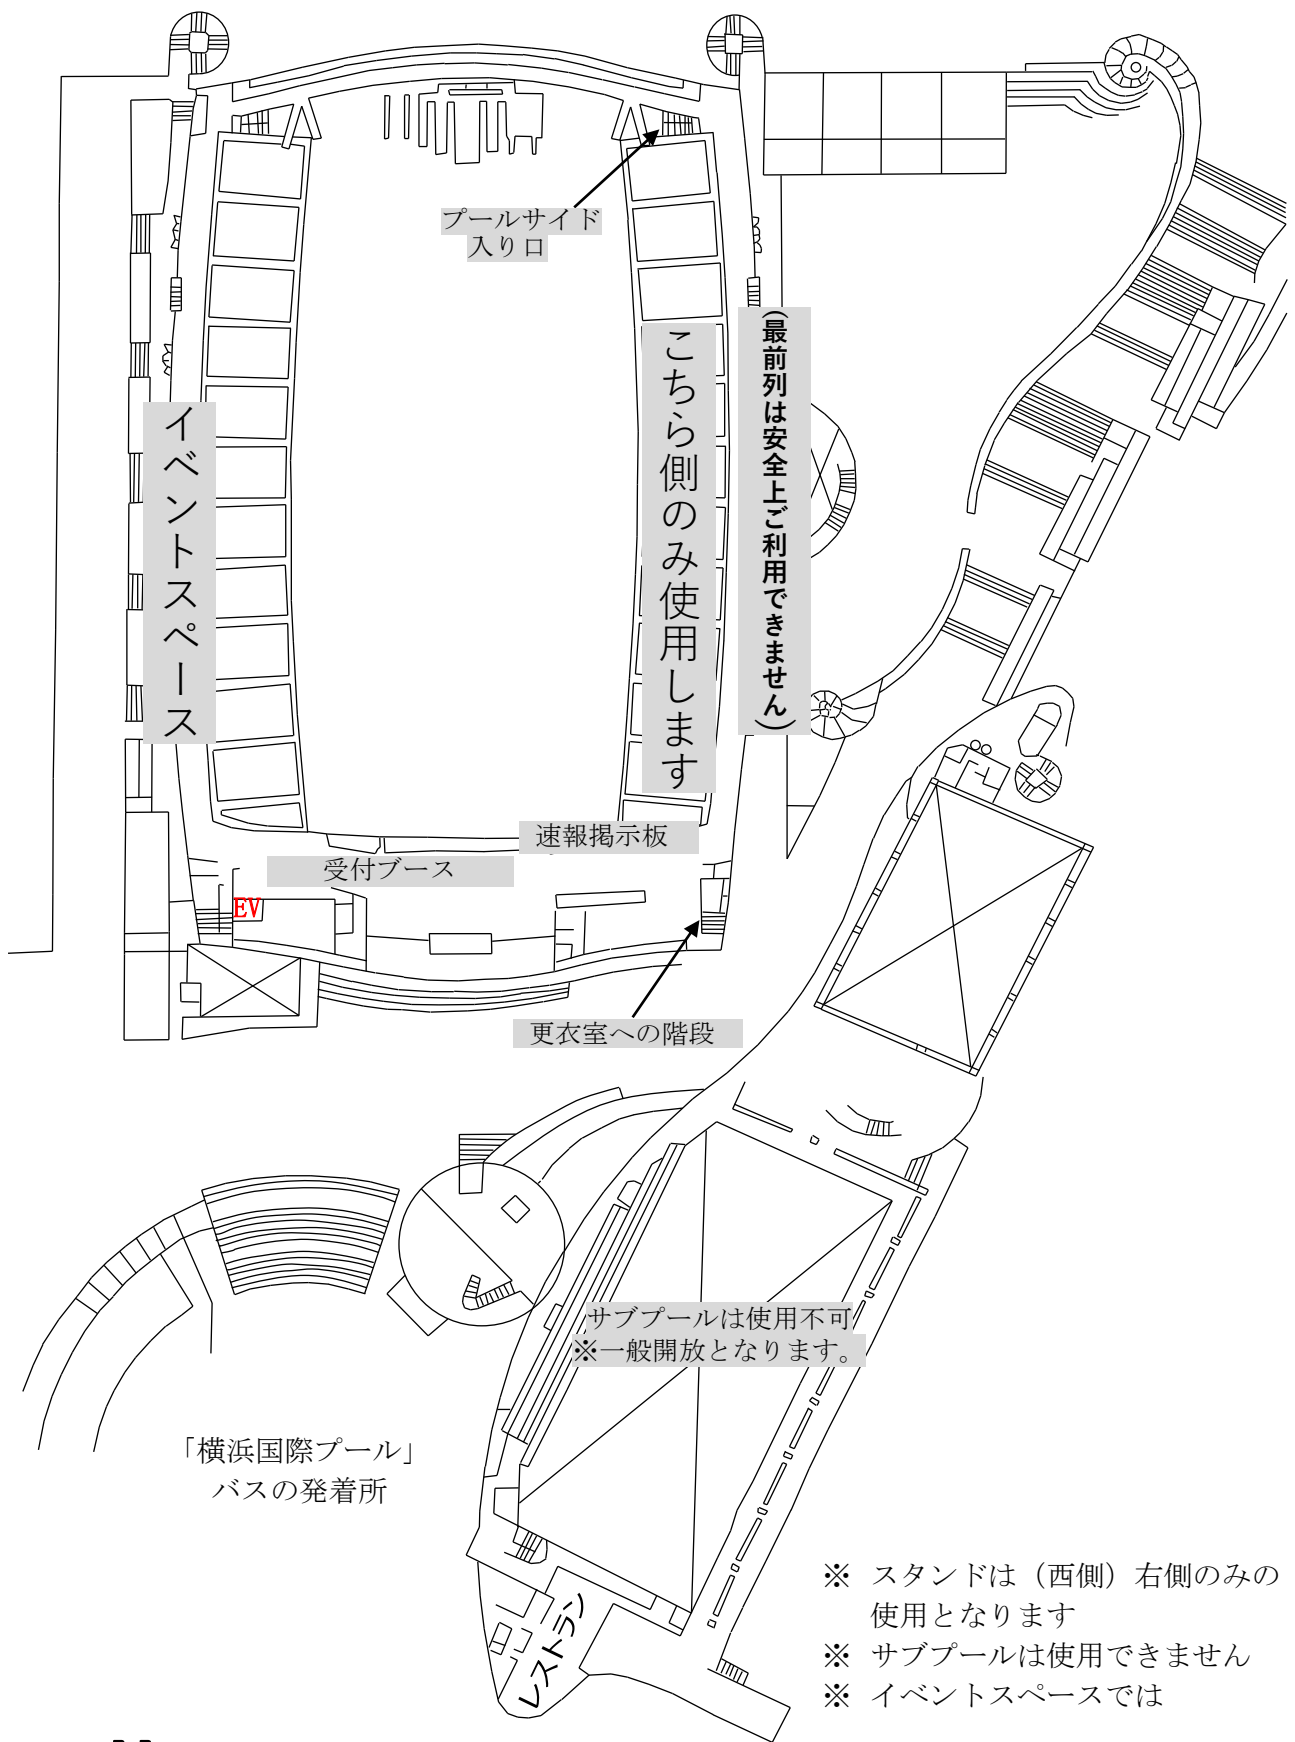 プールサイド
入り口
(最前列は安全上ご利用できません)
こちら側のみ使用します
イベントスペース
速報掲示板
受付ブース
EV
更衣室への階段
サブプールは使用不可
※一般開放となります。
「横浜国際プール」
バスの発着所
レストラン
※ スタンドは（西側）右側のみの
使用となります
※ サブプールは使用できません
※ イベントスペースでは